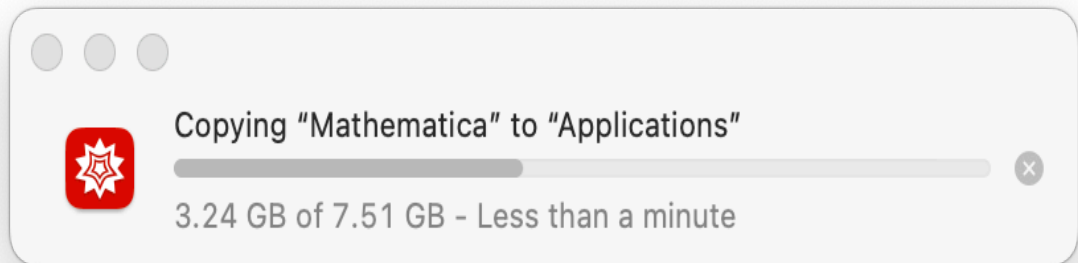 Copying “Mathematica” to “Applications”
3.24 GB of 7.51 GB - Less than a minute